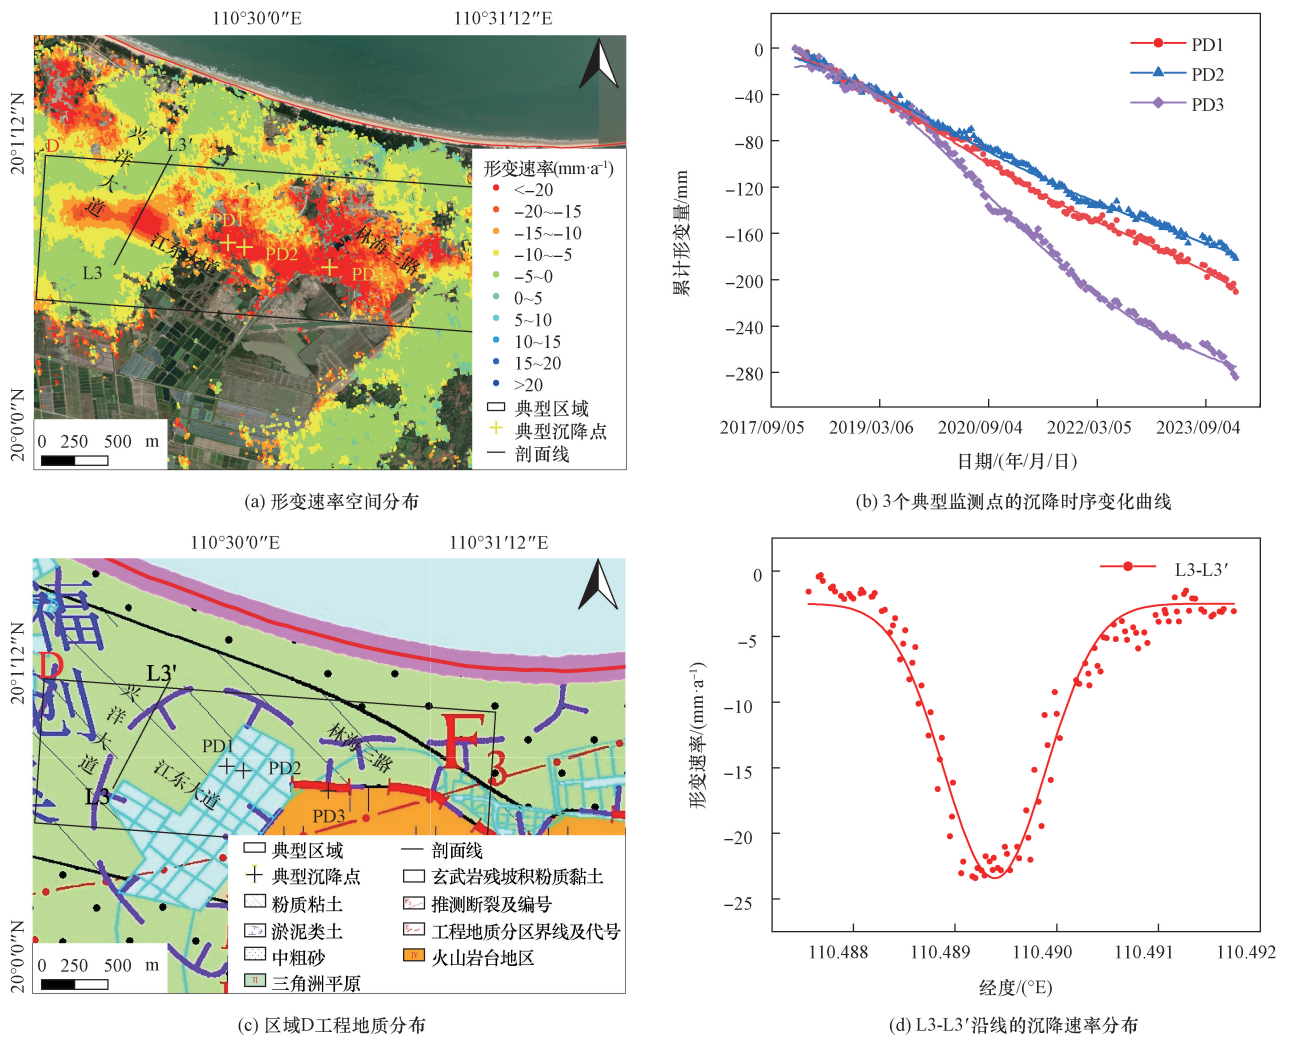 110°30′0″E
110°31′12″E
20°1′12″N
20°0′0″N
D
兴洋大道
L3′
L3
PD1
PD2
PD3
江东大道
林海三路
形变速率(mm·a⁻¹)
<−20
−20~−15
−15~−10
−10~−5
−5~0
0~5
5~10
10~15
15~20
>20
典型区域
典型沉降点
剖面线
0 250 500 m
(a) 形变速率空间分布
累计形变量/mm
0
−40
−80
−120
−160
−200
−240
−280
PD1
PD2
PD3
2017/09/05 2019/03/06 2020/09/04 2022/03/05 2023/09/04
日期/(年/月/日)
(b) 3个典型监测点的沉降时序变化曲线
110°30′0″E
110°31′12″E
20°1′12″N
20°0′0″N
D
L3′
L3
兴洋大道
PD1
PD2
PD3
江东大道
林海三路
F3
典型区域
典型沉降点
粉质粘土
淤泥类土
中粗砂
三角洲平原
剖面线
玄武岩残坡积粉质黏土
推测断裂及编号
工程地质分区界线及代号
火山岩台地区
0 250 500 m
(c) 区域D工程地质分布
形变速率/(mm·a⁻¹)
0
−5
−10
−15
−20
−25
L3-L3′
110.488 110.489 110.490 110.491 110.492
经度/(°E)
(d) L3-L3′沿线的沉降速率分布